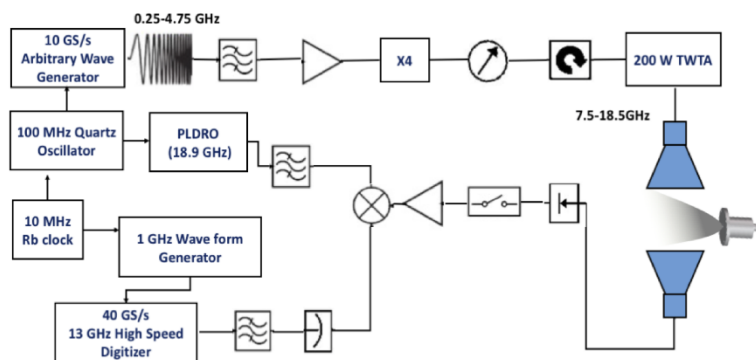 0.25-4.75 GHz
10 GS/s
Arbitrary Wave
Generator
X4
200 W TWTA
7.5-18.5GHz
100 MHz Quartz
Oscillator
PLDRO
(18.9 GHz)
10 MHz
Rb clock
1 GHz Wave form
Generator
40 GS/s
13 GHz High Speed
Digitizer